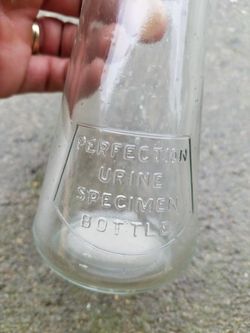 PERFECTION
URINE
SPECIMEN
BOTTLE